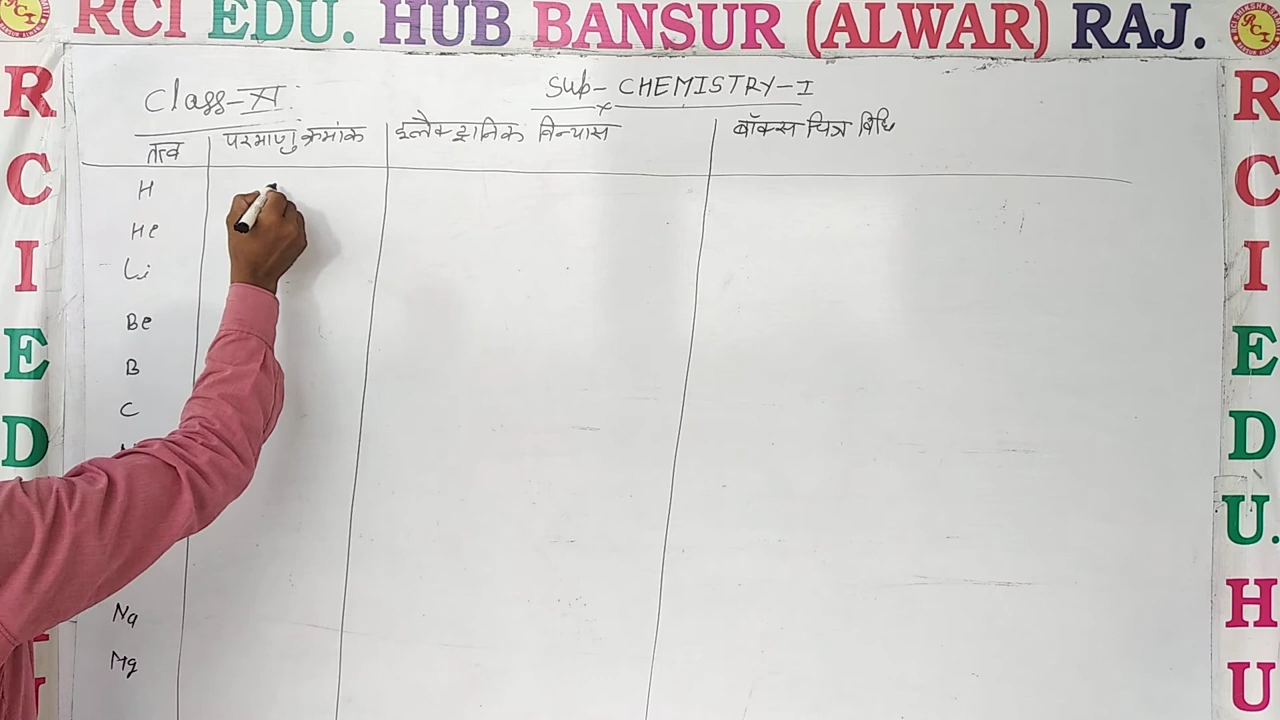 RCI EDU. HUB BANSUR (ALWAR) RAJ.
Class-XI
Sub- CHEMISTRY-I
तत्व परमाणु क्रमांक इलैक्ट्रानिक विन्यास बॉक्स चित्र विधि
H
He
Li
Be
B
C
Na
Mg
R
C
I
E
D
R
C
I
E
D
U.
H
U